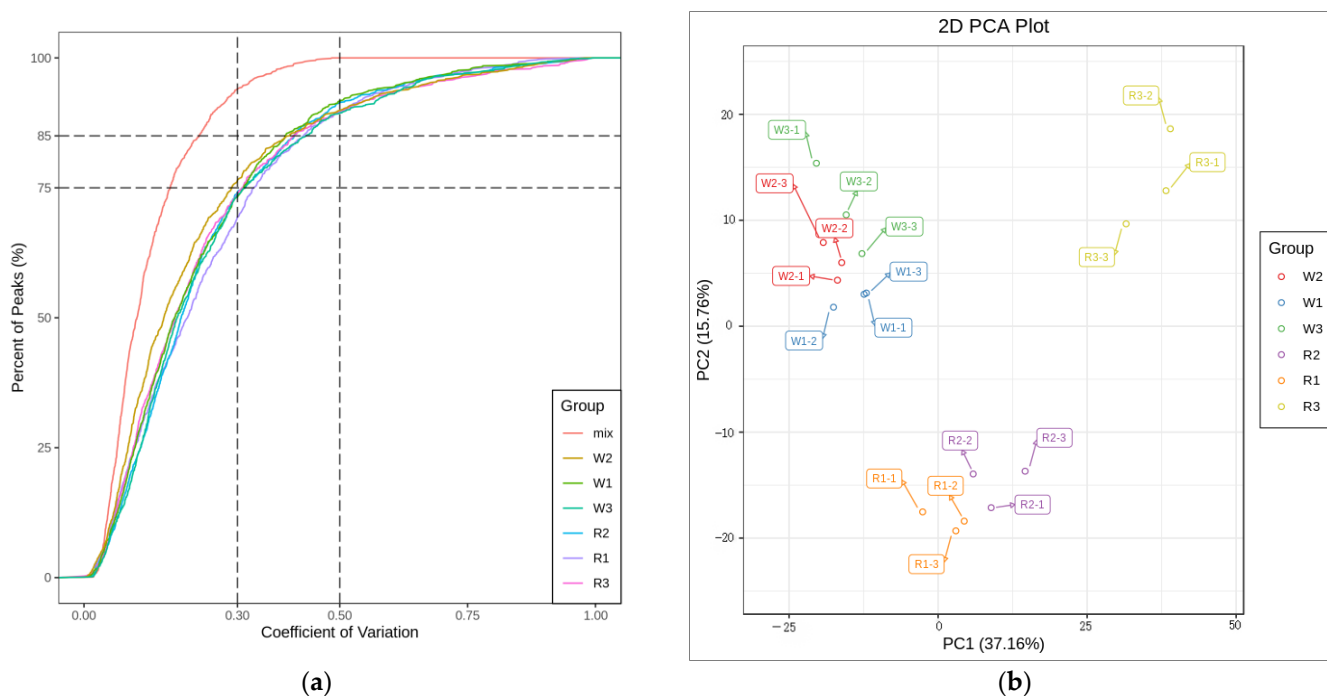 100
85
75
50
25
0
Percent of Peaks (%)
0.00
0.30
0.50
0.75
1.00
Coefficient of Variation
Group
mix
W2
W1
W3
R2
R1
R3
(a)
2D PCA Plot
20
10
0
−10
−20
PC2 (15.76%)
R3-2
W3-1
R3-1
W3-2
W2-3
W2-2
W3-3
R3-3
W2-1
W1-3
W1-2
W1-1
R2-2
R2-3
R1-1
R1-2
R2-1
R1-3
−25
0
25
50
PC1 (37.16%)
Group
W2
W1
W3
R2
R1
R3
(b)